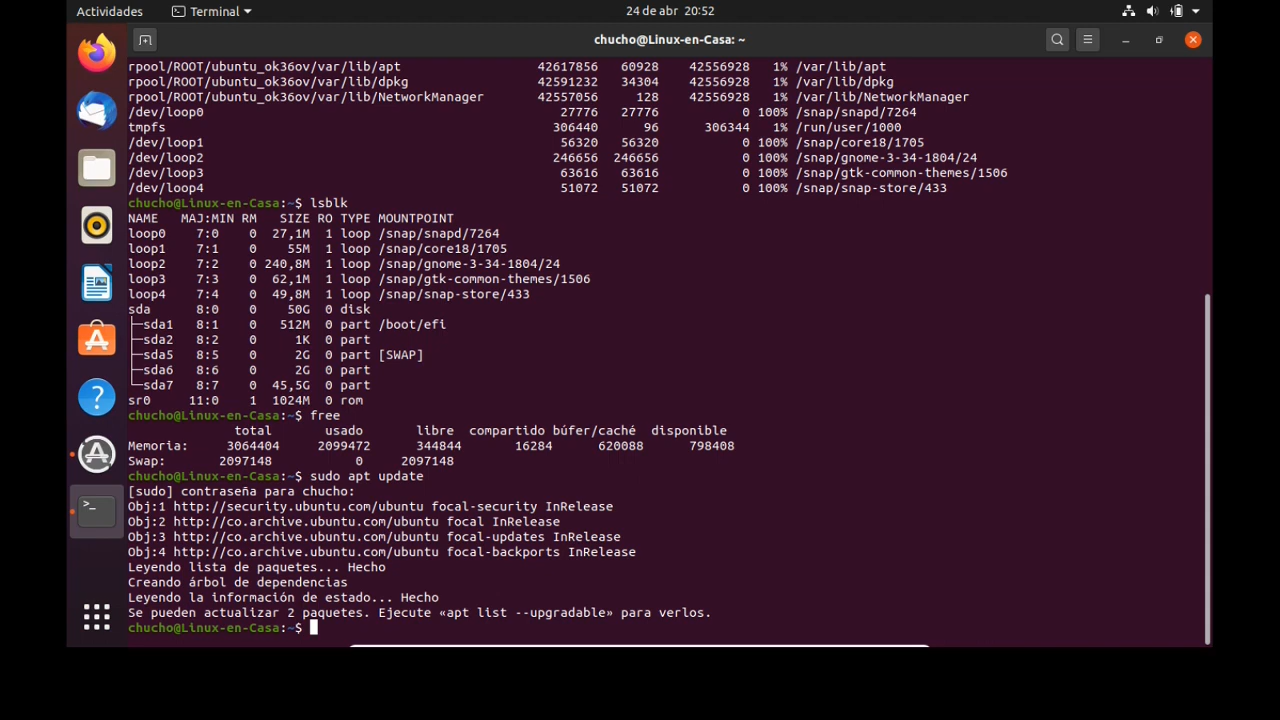 Actividades Terminal 24 de abr 20:52
chucho@Linux-en-Casa: ~
rpool/ROOT/ubuntu_ok36ov/var/lib/apt 42617856 60928 42556928 1% /var/lib/apt
rpool/ROOT/ubuntu_ok36ov/var/lib/dpkg 42591232 34304 42556928 1% /var/lib/dpkg
rpool/ROOT/ubuntu_ok36ov/var/lib/NetworkManager 42557056 128 42556928 1% /var/lib/NetworkManager
/dev/loop0 27776 27776 0 100% /snap/snapd/7264
tmpfs 306440 96 306344 1% /run/user/1000
/dev/loop1 56320 56320 0 100% /snap/core18/1705
/dev/loop2 246656 246656 0 100% /snap/gnome-3-34-1804/24
/dev/loop3 63616 63616 0 100% /snap/gtk-common-themes/1506
/dev/loop4 51072 51072 0 100% /snap/snap-store/433
chucho@Linux-en-Casa:~$ lsblk
NAME MAJ:MIN RM SIZE RO TYPE MOUNTPOINT
loop0 7:0 0 27,1M 1 loop /snap/snapd/7264
loop1 7:1 0 55M 1 loop /snap/core18/1705
loop2 7:2 0 240,8M 1 loop /snap/gnome-3-34-1804/24
loop3 7:3 0 62,1M 1 loop /snap/gtk-common-themes/1506
loop4 7:4 0 49,8M 1 loop /snap/snap-store/433
sda 8:0 0 50G 0 disk
├─sda1 8:1 0 512M 0 part /boot/efi
├─sda2 8:2 0 1K 0 part
├─sda5 8:5 0 2G 0 part [SWAP]
├─sda6 8:6 0 2G 0 part
└─sda7 8:7 0 45,5G 0 part
sr0 11:0 1 1024M 0 rom
chucho@Linux-en-Casa:~$ free
total usado libre compartido búfer/caché disponible
Memoria: 3064404 2099472 344844 16284 620088 798408
Swap: 2097148 0 2097148
chucho@Linux-en-Casa:~$ sudo apt update
[sudo] contraseña para chucho:
Obj:1 http://security.ubuntu.com/ubuntu focal-security InRelease
Obj:2 http://co.archive.ubuntu.com/ubuntu focal InRelease
Obj:3 http://co.archive.ubuntu.com/ubuntu focal-updates InRelease
Obj:4 http://co.archive.ubuntu.com/ubuntu focal-backports InRelease
Leyendo lista de paquetes... Hecho
Creando árbol de dependencias
Leyendo la información de estado... Hecho
Se pueden actualizar 2 paquetes. Ejecute «apt list --upgradable» para verlos.
chucho@Linux-en-Casa:~$